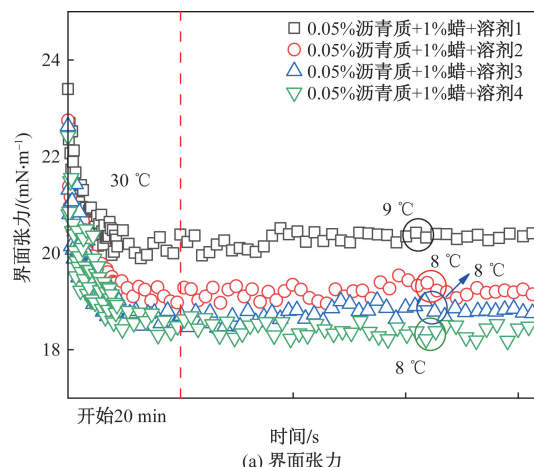 24
22
20
18
界面张力/(mN·m⁻¹)
0.05%沥青质+1%蜡+溶剂1
0.05%沥青质+1%蜡+溶剂2
0.05%沥青质+1%蜡+溶剂3
0.05%沥青质+1%蜡+溶剂4
30 ℃
9 ℃
8 ℃
8 ℃
8 ℃
开始20 min
时间/s
(a) 界面张力